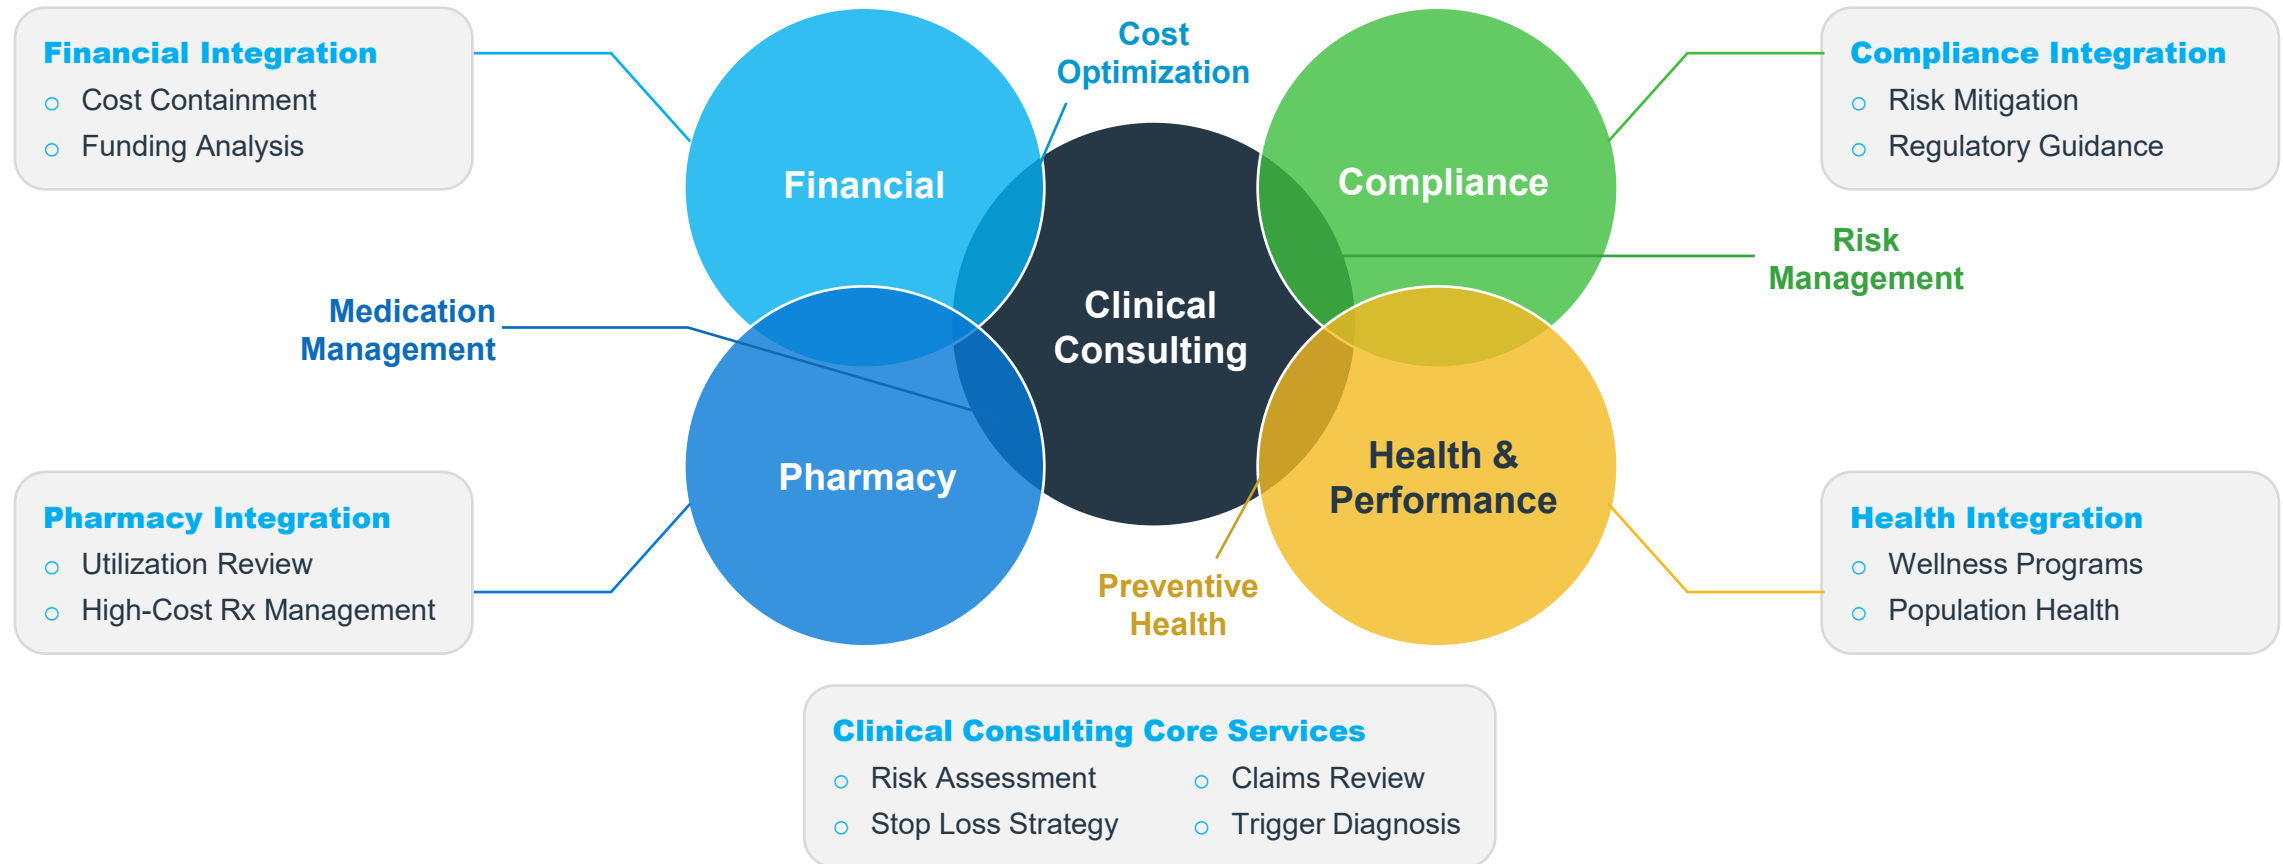 Financial Integration
Cost Containment
Funding Analysis
Cost
Optimization
Compliance Integration
Risk Mitigation
Regulatory Guidance
Financial
Compliance
Risk
Management
Medication
Management
Clinical
Consulting
Pharmacy
Health &
Performance
Pharmacy Integration
Utilization Review
High-Cost Rx Management
Preventive
Health
Health Integration
Wellness Programs
Population Health
Clinical Consulting Core Services
Risk Assessment
Stop Loss Strategy
Claims Review
Trigger Diagnosis